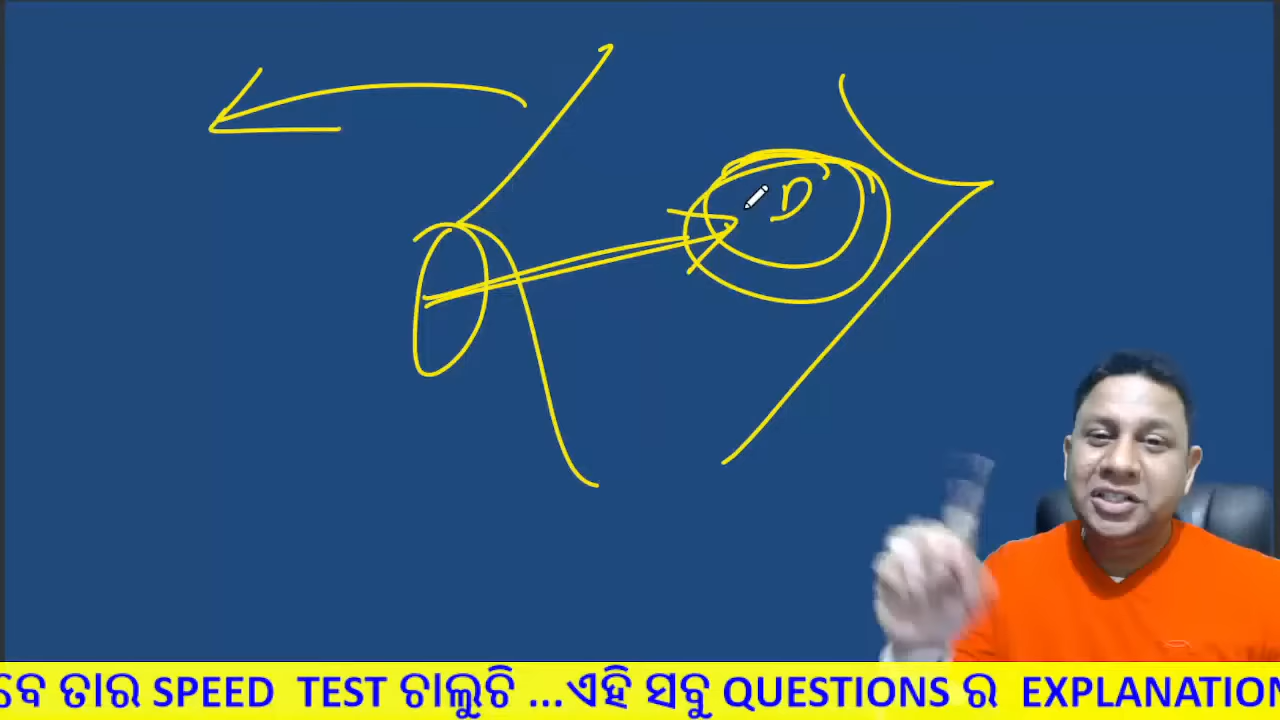 D
ବେ ତାର SPEED TEST ଚାଲୁଚି ...ଏହି ସବୁ QUESTIONS ର EXPLANATION